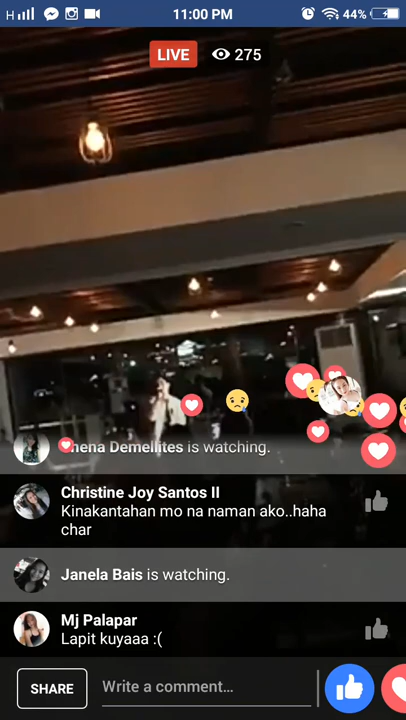 H 11:00 PM 44%
LIVE 275
hena Demellites is watching.
Christine Joy Santos II
Kinakantahan mo na naman ako..haha
char
Janela Bais is watching.
Mj Palapar
Lapit kuyaaa :(
SHARE Write a comment...